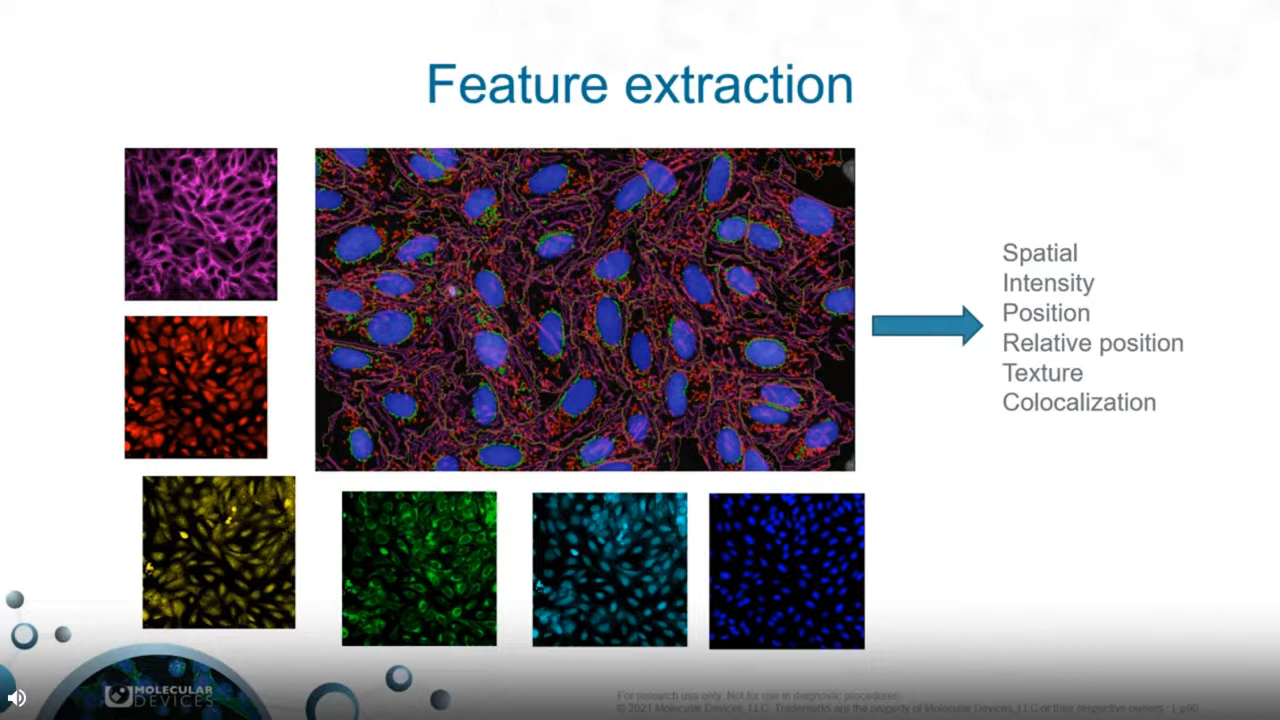 Feature extraction
Spatial
Intensity
Position
Relative position
Texture
Colocalization
MOLECULAR
DEVICES
For research use only. Not for use in diagnostic procedures.
© 2021 Molecular Devices, LLC. Trademarks are the property of Molecular Devices, LLC or their respective owners.